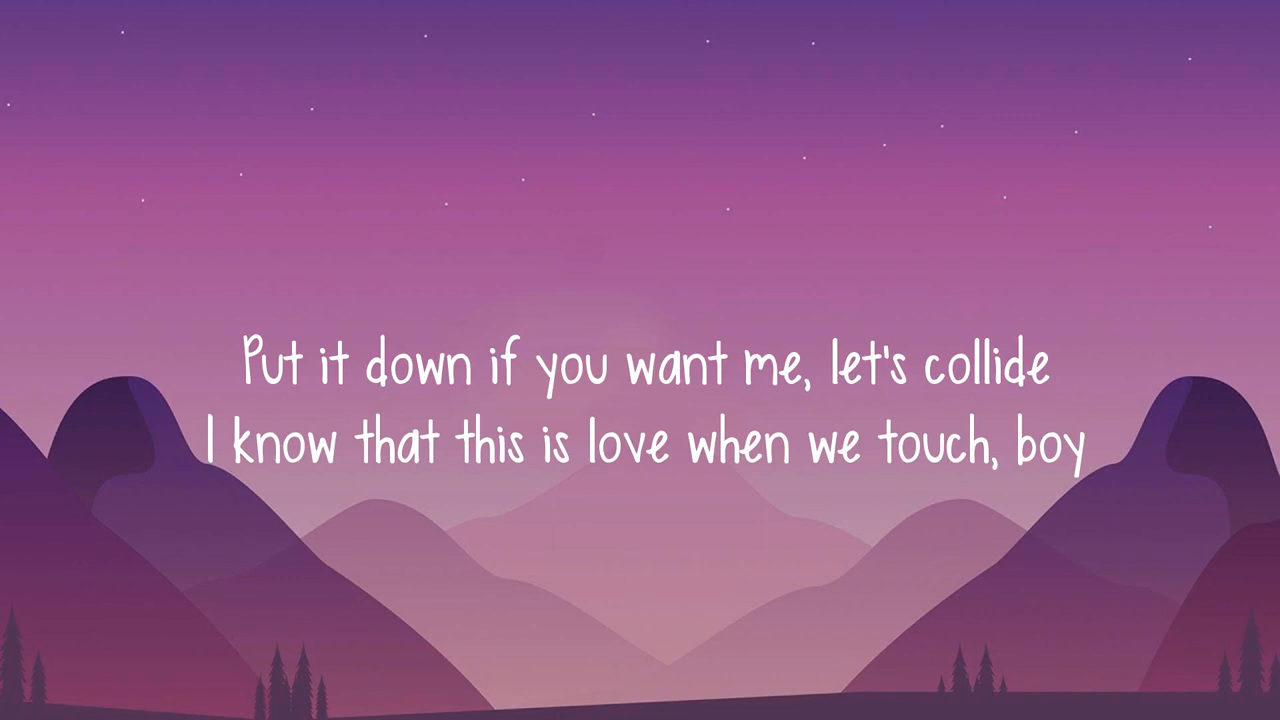 Put it down if you want me, let's collide
I know that this is love when we touch, boy